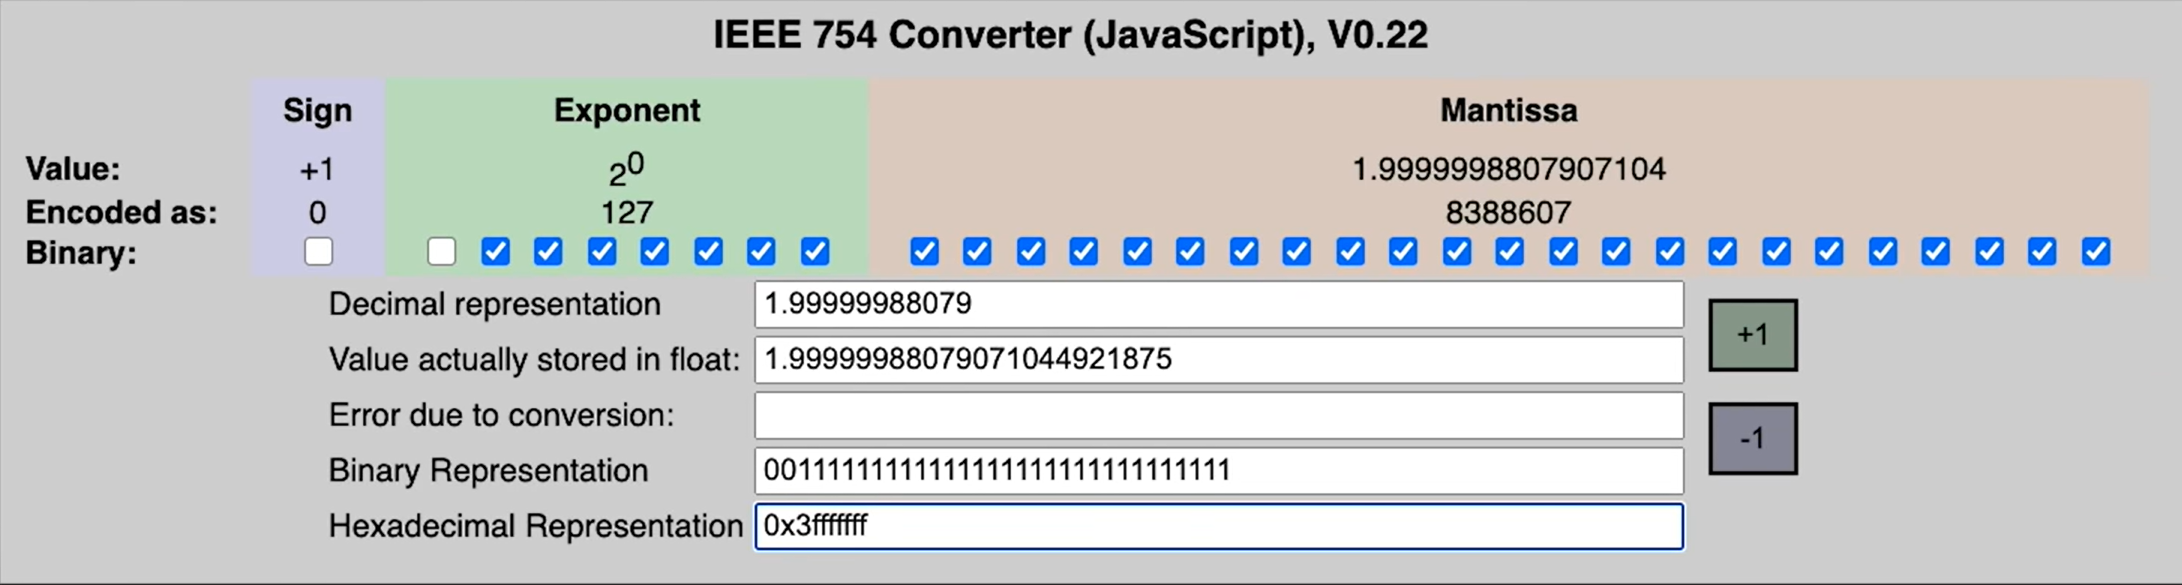 IEEE 754 Converter (JavaScript), V0.22
Sign Exponent Mantissa
Value: +1 2⁰ 1.9999998807907104
Encoded as: 0 127 8388607
Binary:
Decimal representation 1.99999988079
Value actually stored in float: 1.99999988079071044921875
+1
Error due to conversion:
-1
Binary Representation 00111111111111111111111111111111
Hexadecimal Representation 0x3fffffff